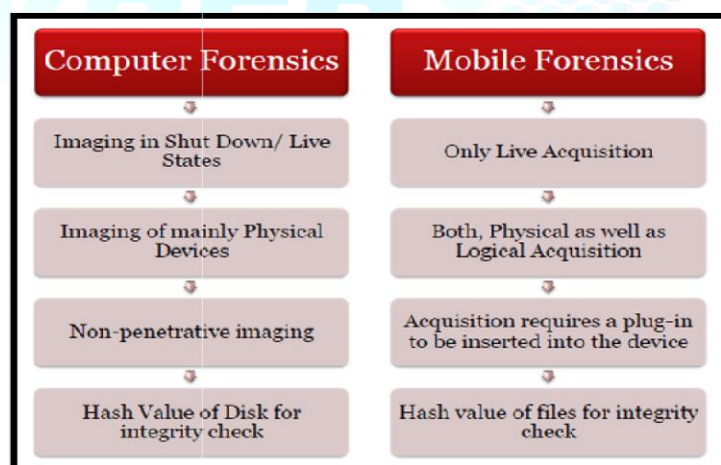 Computer Forensics
Imaging in Shut Down/ Live
States
Imaging of mainly Physical
Devices
Non-penetrative imaging
Hash Value of Disk for
integrity check
Mobile Forensics
Only Live Acquisition
Both, Physical as well as
Logical Acquisition
Acquisition requires a plug-in
to be inserted into the device
Hash value of files for integrity
check